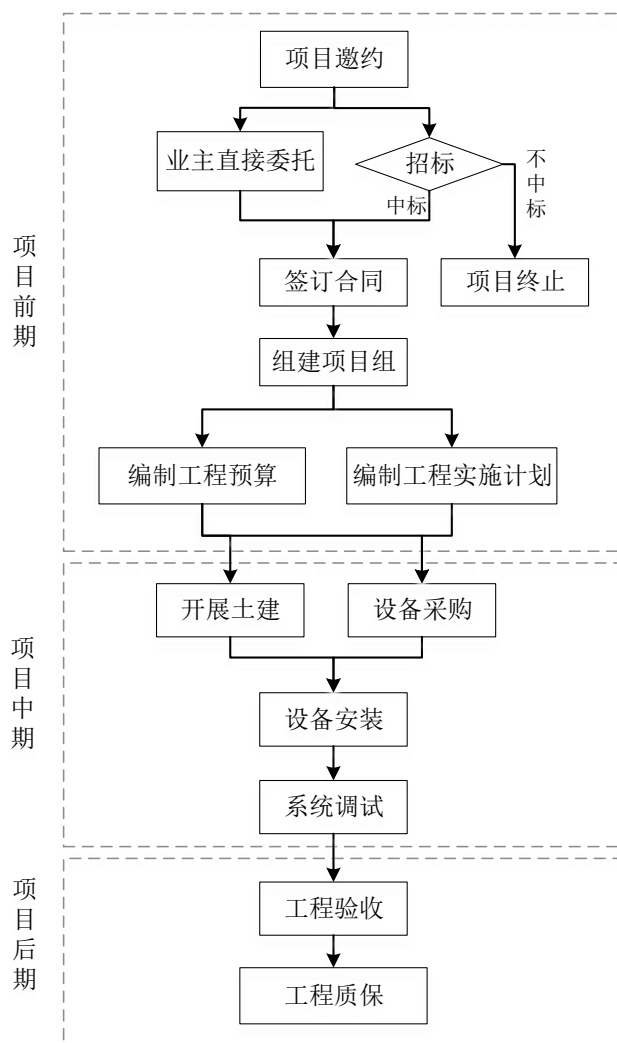 项目前期
项目邀约
业主直接委托
招标
不中标
中标
签订合同
项目终止
组建项目组
编制工程预算
编制工程实施计划
项目中期
开展土建
设备采购
设备安装
系统调试
项目后期
工程验收
工程质保